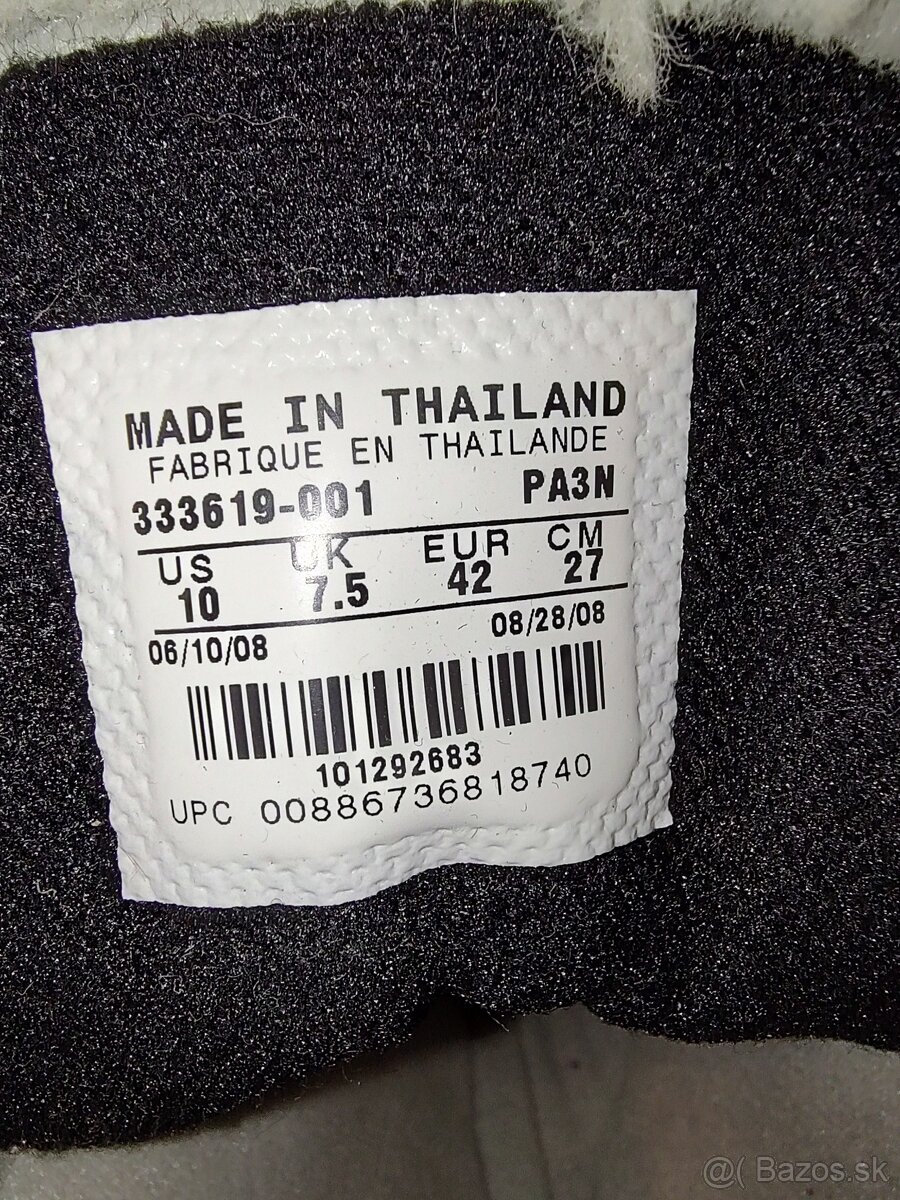 MADE IN THAILAND
FABRIQUE EN THAILANDE
333619-001 PA3N
US UK EUR CM
10 7.5 42 27
06/10/08 08/28/08
101292683
UPC 00886736818740
@( Bazos.sk